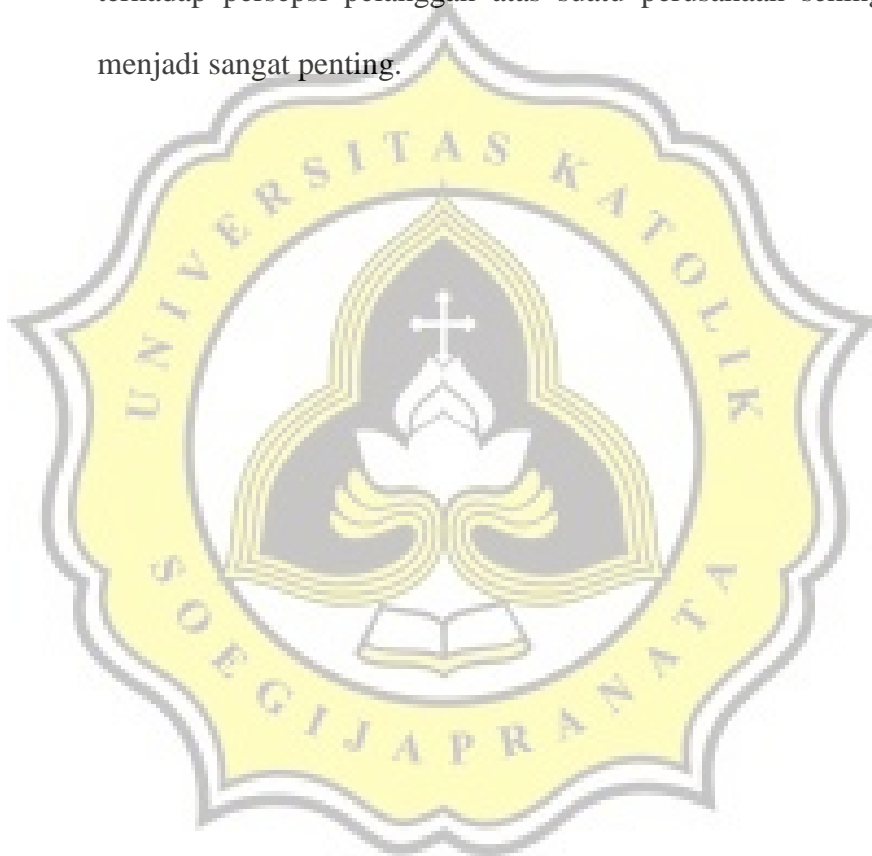 terhadap persepsi pelanggan atas suatu perusahaan
menjadi sangat penting.
UNIVERSITAS KATOLIK
SOEGIJAPRANATA